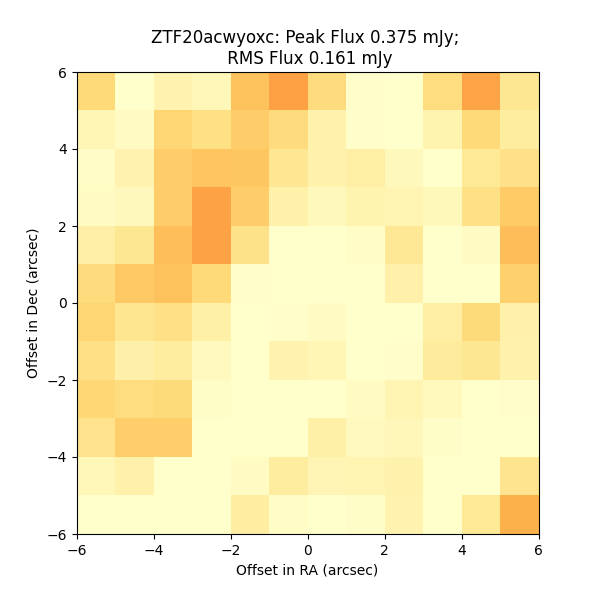 ZTF20acwyoxc: Peak Flux 0.375 mJy;
RMS Flux 0.161 mJy
6
4
2
0
−2
−4
−6
Offset in Dec (arcsec)
−6 −4 −2 0 2 4 6
Offset in RA (arcsec)